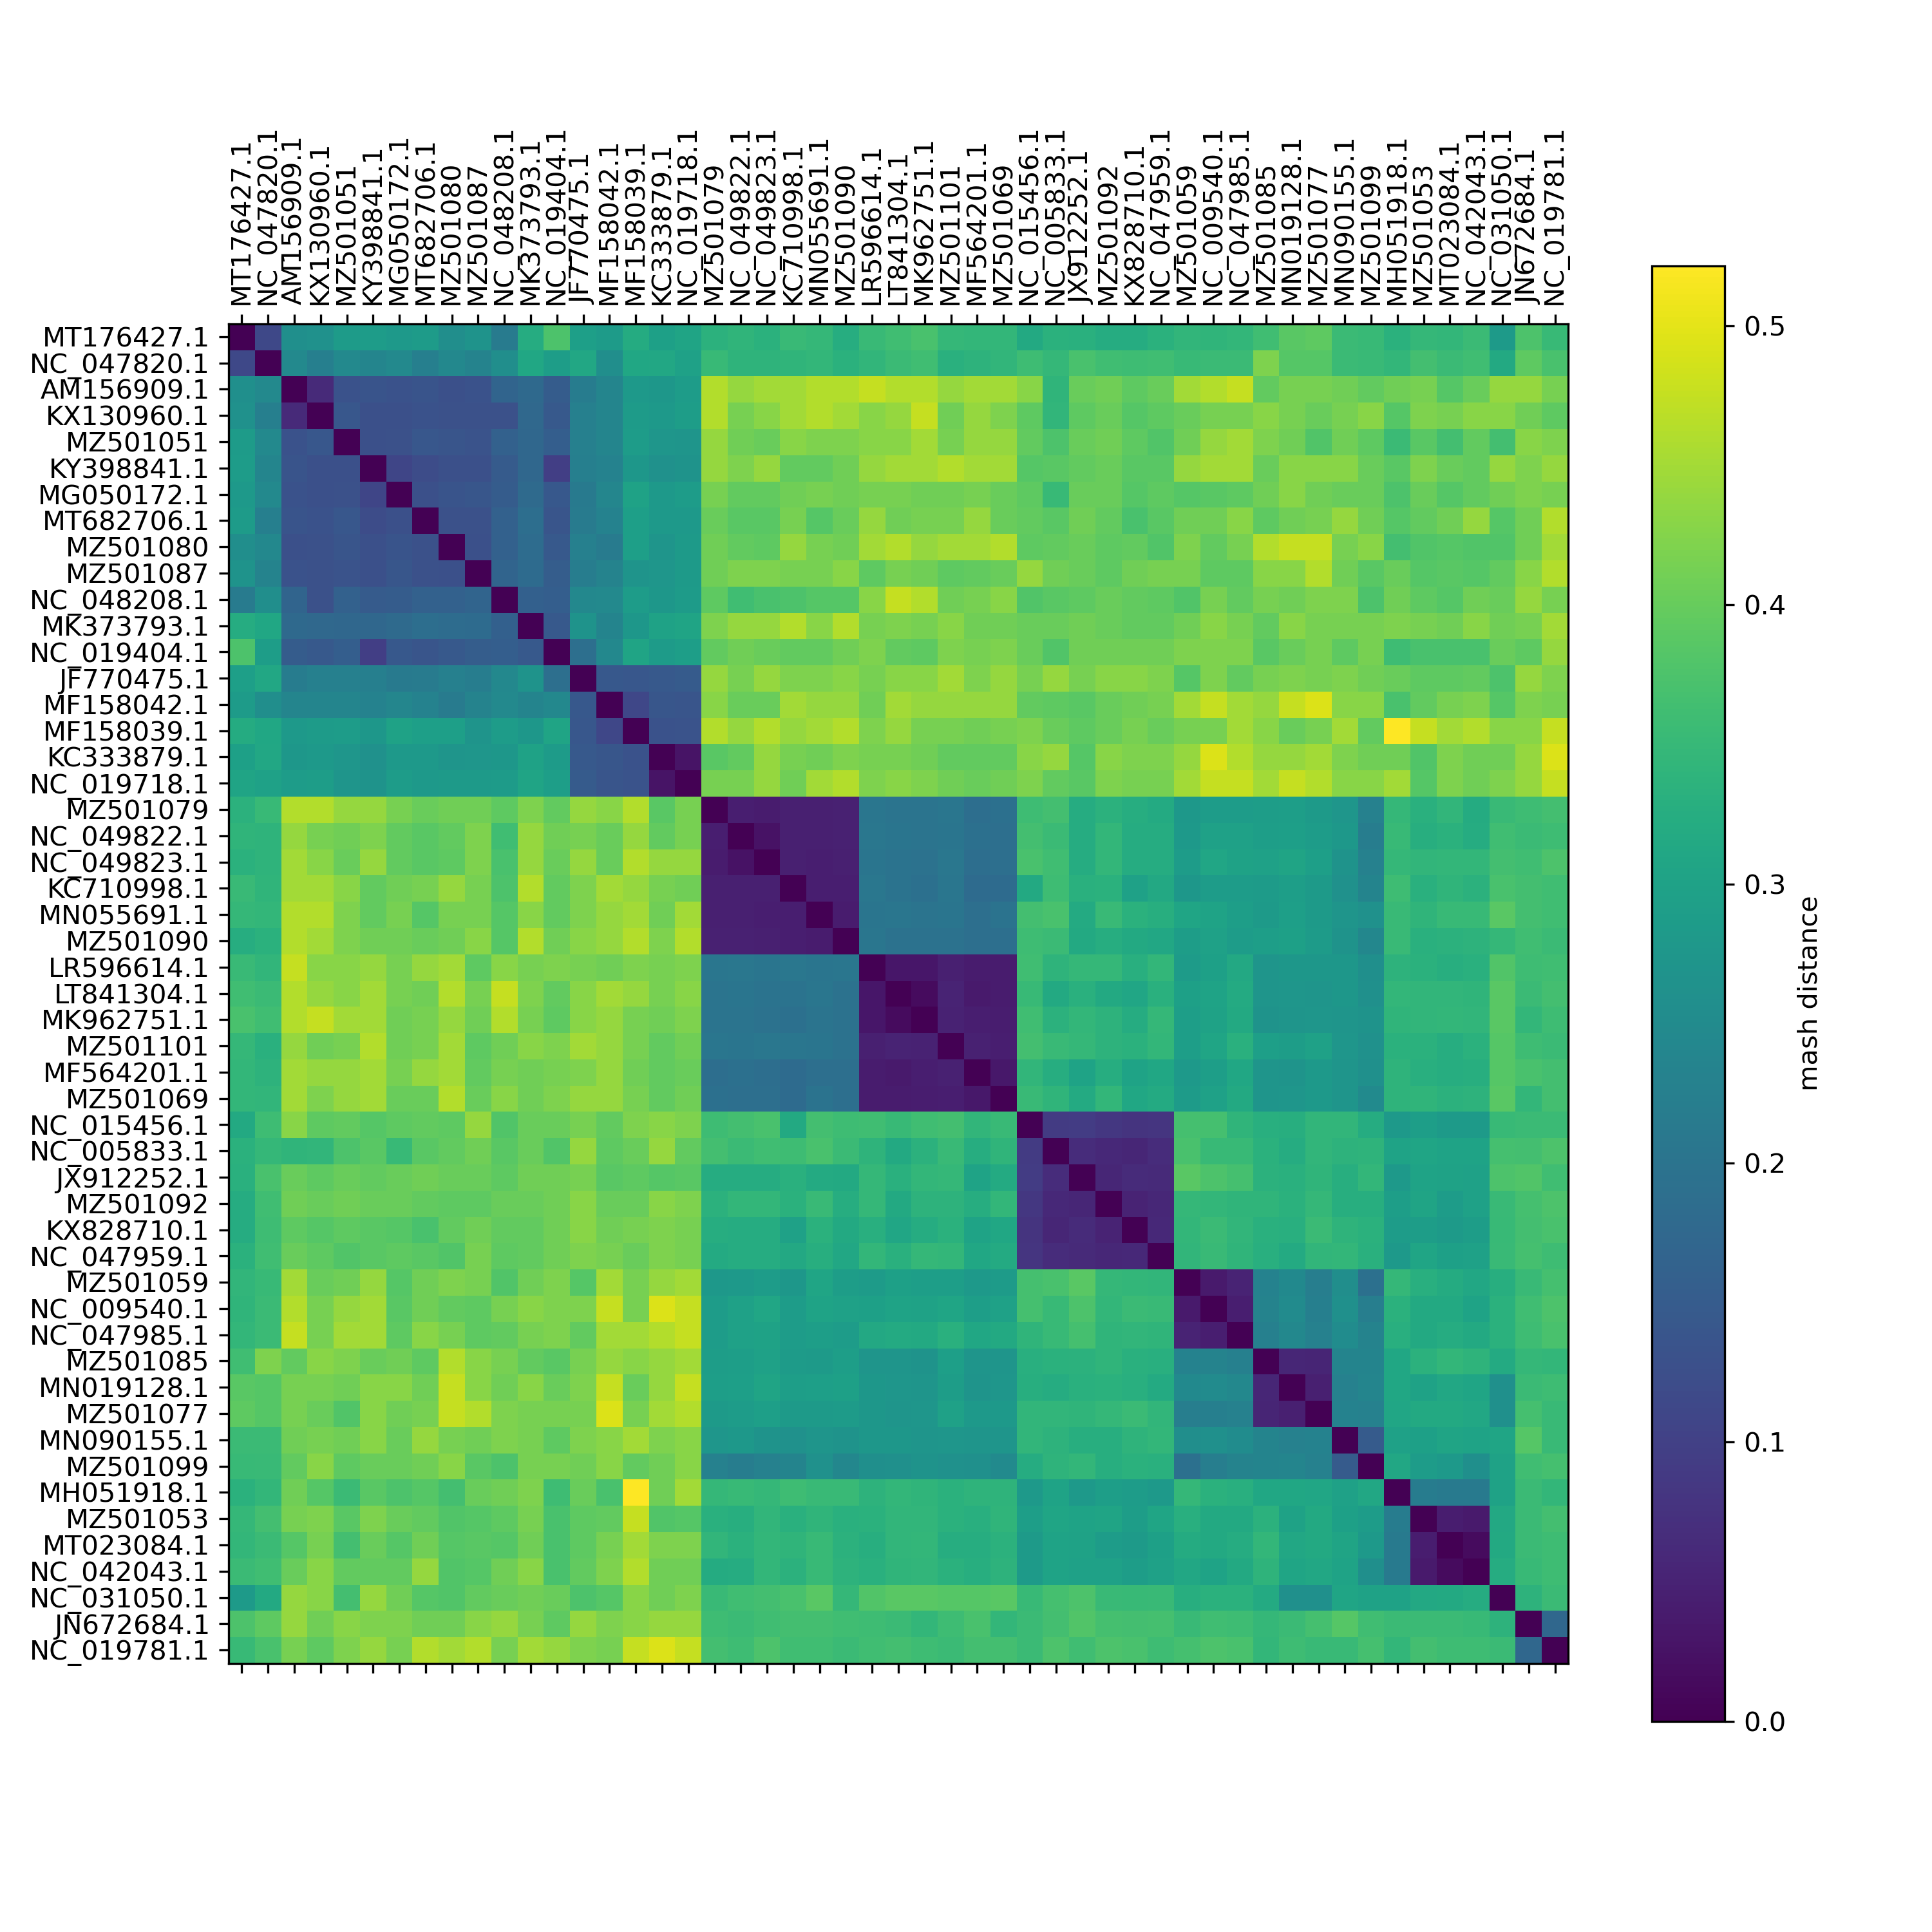 MT176427.1
NC_047820.1
AM156909.1
KX130960.1
MZ501051
KY398841.1
MG050172.1
MT682706.1
MZ501080
MZ501087
NC_048208.1
MK373793.1
NC_019404.1
JF770475.1
MF158042.1
MF158039.1
KC333879.1
NC_019718.1
MZ501079
NC_049822.1
NC_049823.1
KC710998.1
MN055691.1
MZ501090
LR596614.1
LT841304.1
MK962751.1
MZ501101
MF564201.1
MZ501069
NC_015456.1
NC_005833.1
JX912252.1
MZ501092
KX828710.1
NC_047959.1
MZ501059
NC_009540.1
NC_047985.1
MZ501085
MN019128.1
MZ501077
MN090155.1
MZ501099
MH051918.1
MZ501053
MT023084.1
NC_042043.1
NC_031050.1
JN672684.1
NC_019781.1
MT176427.1
NC_047820.1
AM156909.1
KX130960.1
MZ501051
KY398841.1
MG050172.1
MT682706.1
MZ501080
MZ501087
NC_048208.1
MK373793.1
NC_019404.1
JF770475.1
MF158042.1
MF158039.1
KC333879.1
NC_019718.1
MZ501079
NC_049822.1
NC_049823.1
KC710998.1
MN055691.1
MZ501090
LR596614.1
LT841304.1
MK962751.1
MZ501101
MF564201.1
MZ501069
NC_015456.1
NC_005833.1
JX912252.1
MZ501092
KX828710.1
NC_047959.1
MZ501059
NC_009540.1
NC_047985.1
MZ501085
MN019128.1
MZ501077
MN090155.1
MZ501099
MH051918.1
MZ501053
MT023084.1
NC_042043.1
NC_031050.1
JN672684.1
NC_019781.1
0.5
0.4
0.3
0.2
0.1
0.0
mash distance